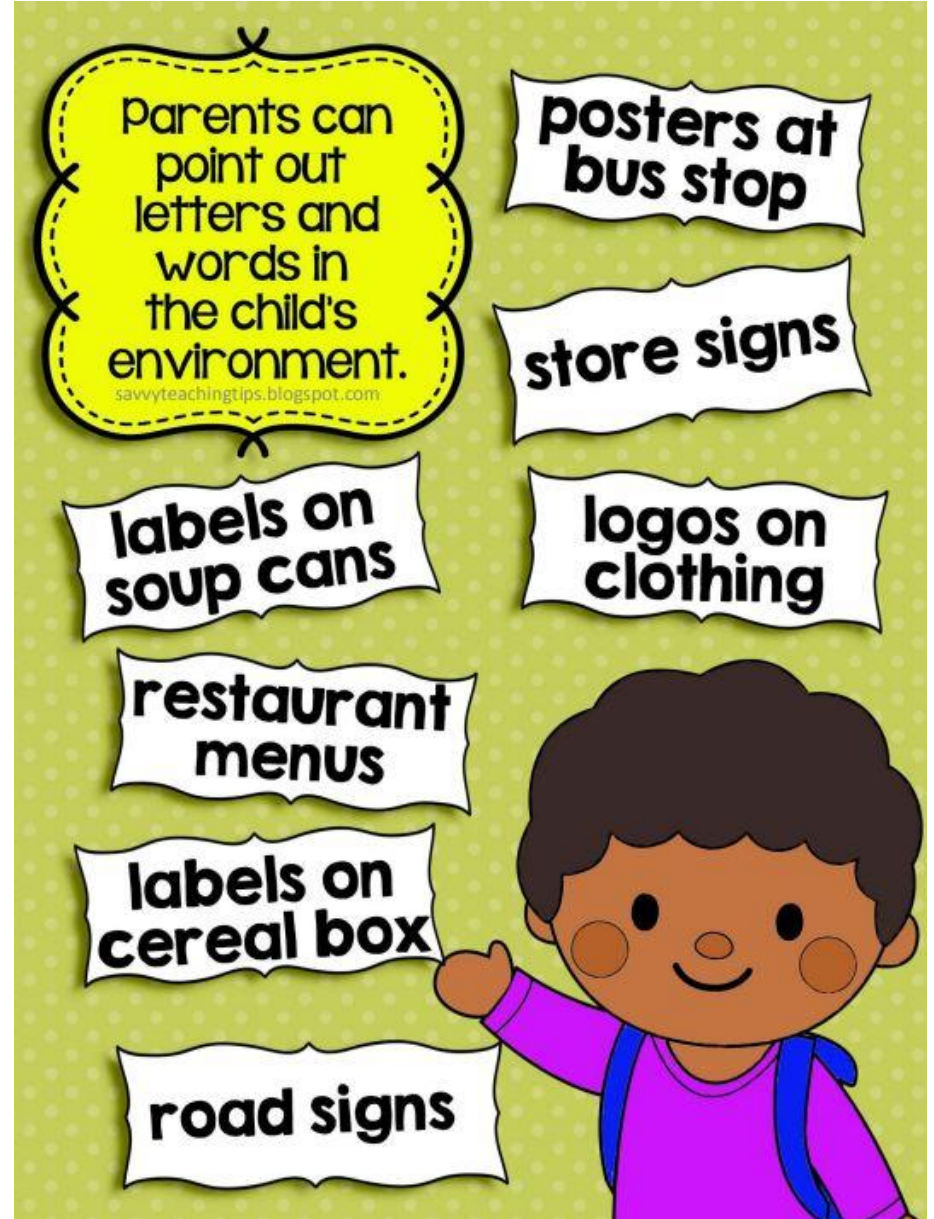 Parents can
point out
letters and
words in
the child's
environment.
savvyteachingtips.blogspot.com
posters at
bus stop
store signs
labels on
soup cans
logos on
clothing
restaurant
menus
labels on
cereal box
road signs